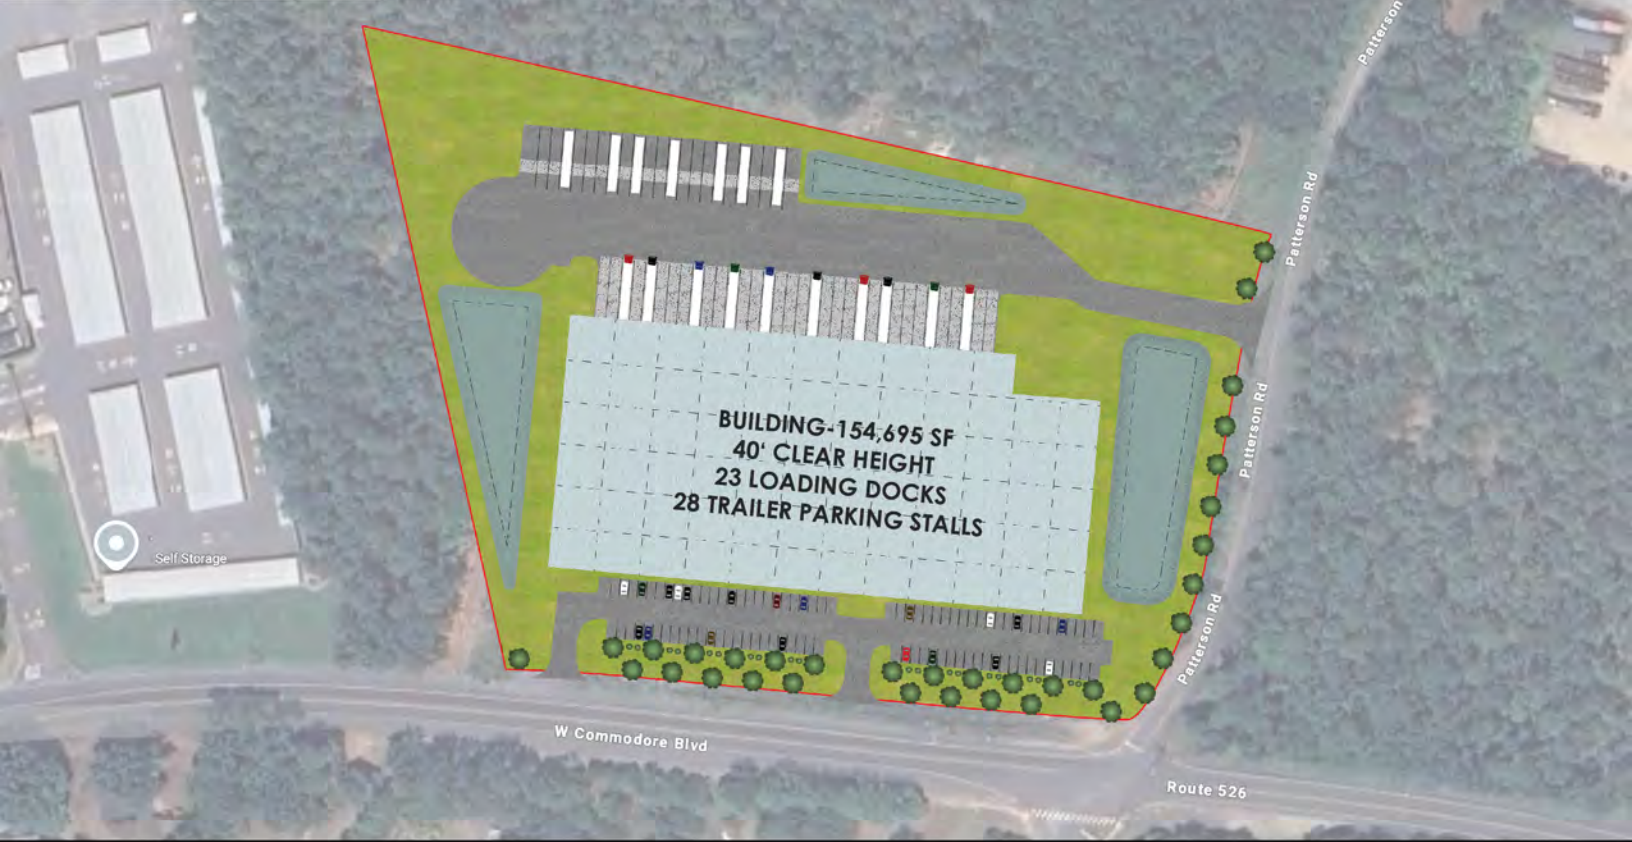 Patterson
Patterson Rd
BUILDING-154,695 SF
40' CLEAR HEIGHT
23 LOADING DOCKS
28 TRAILER PARKING STALLS
Patterson Rd
Self Storage
Patterson Rd
W Commodore Blvd
Route 526